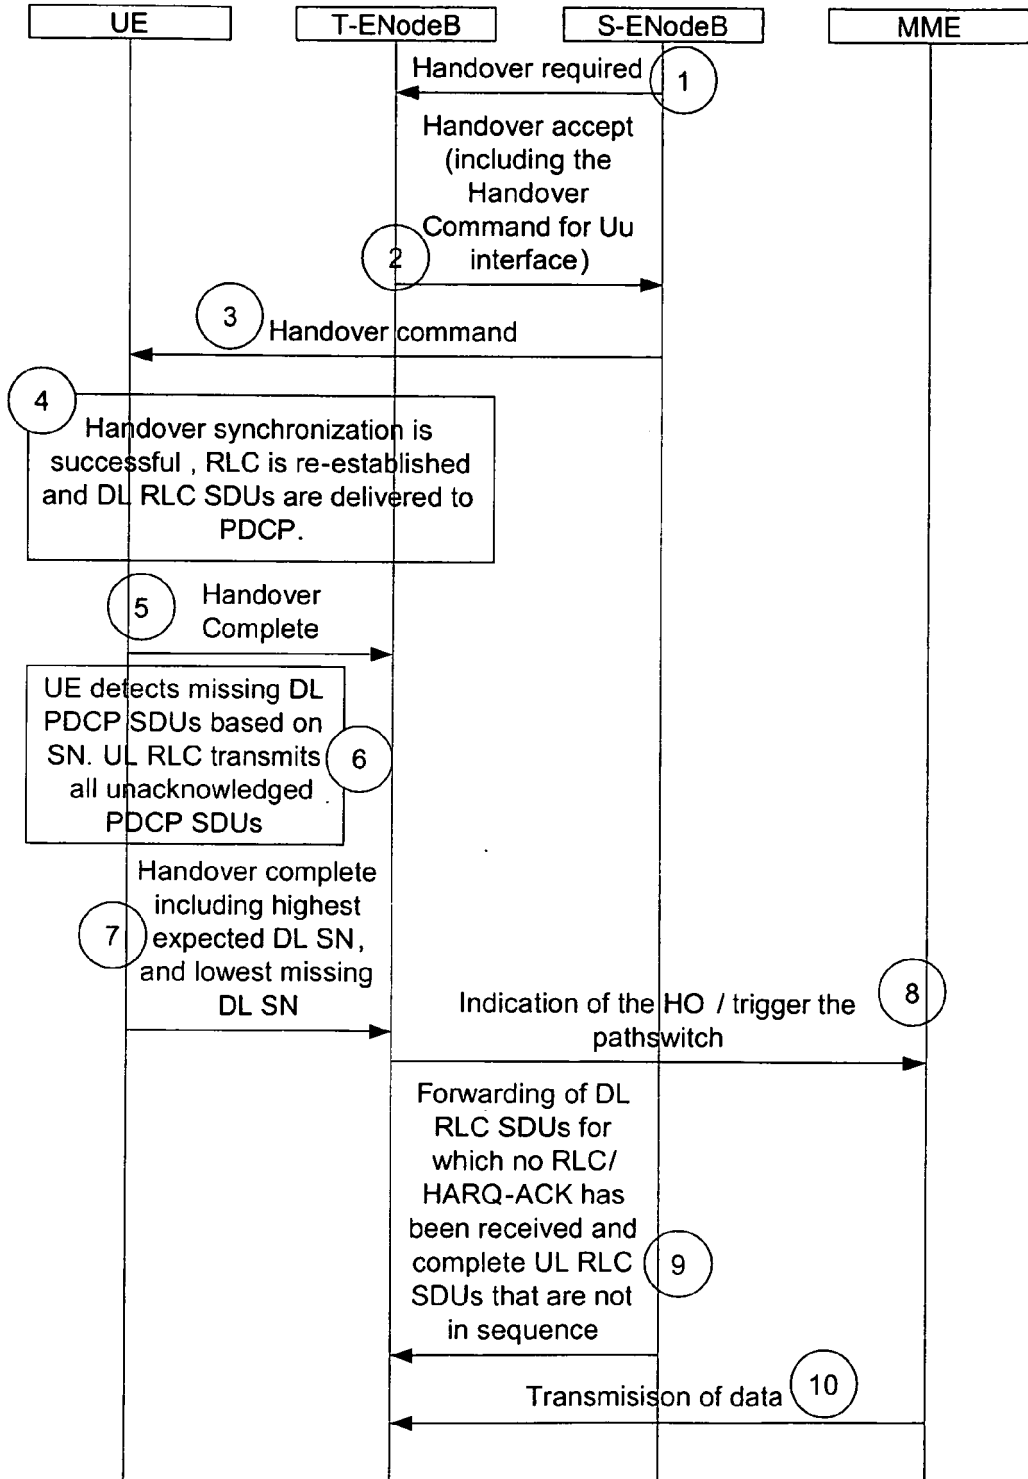 UE
T-ENodeB
S-ENodeB
MME
Handover required
1
Handover accept
(including the
Handover
Command for Uu
interface)
2
3
Handover command
4
Handover synchronization is
successful , RLC is re-established
and DL RLC SDUs are delivered to
PDCP.
5
Handover
Complete
UE detects missing DL
PDCP SDUs based on
SN. UL RLC transmits
all unacknowledged
PDCP SDUs
6
Handover complete
including highest
expected DL SN,
and lowest missing
DL SN
7
8
Indication of the HO / trigger the
pathswitch
Forwarding of DL
RLC SDUs for
which no RLC/
HARQ-ACK has
been received and
complete UL RLC
SDUs that are not
in sequence
9
Transmisison of data
10